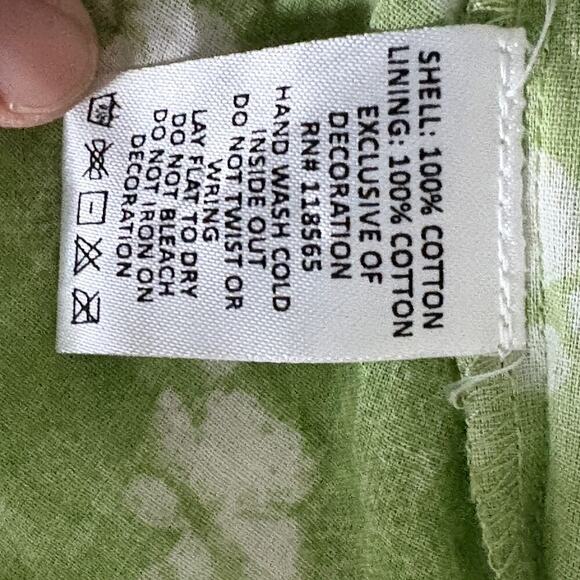 SHELL: 100% COTTON
LINING: 100% COTTON
EXCLUSIVE OF
DECORATION
RN# 118565
HAND WASH COLD
INSIDE OUT
DO NOT TWIST OR
WRING
LAY FLAT TO DRY
DO NOT BLEACH
DO NOT IRON ON
DECORATION